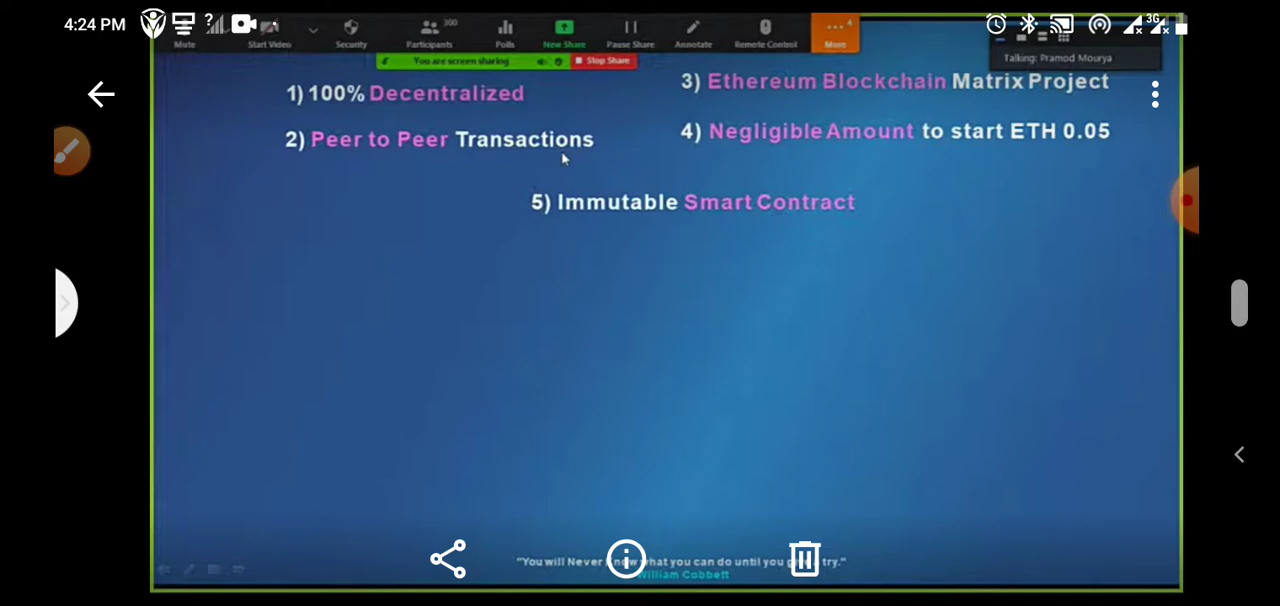 4:24 PM
?
3G
300
4
Mute
Start Video
Security
Participants
Polls
New Share
Pause Share
Annotate
Remote Control
More
You are screen sharing
Stop Share
Talking: Pramod Mourya
1) 100% Decentralized
3) Ethereum Blockchain Matrix Project
2) Peer to Peer Transactions
4) Negligible Amount to start ETH 0.05
5) Immutable Smart Contract
"You will Never what you can do until you try."
William Cobbett